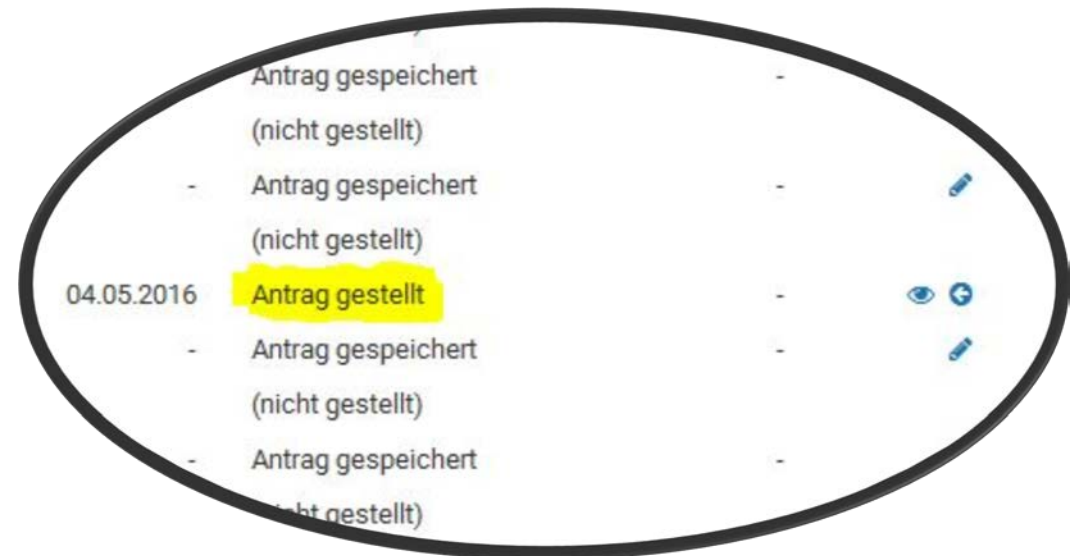 Antrag gespeichert -
(nicht gestellt)
- Antrag gespeichert -
(nicht gestellt)
04.05.2016 Antrag gestellt -
- Antrag gespeichert -
(nicht gestellt)
- Antrag gespeichert -
gestellt)